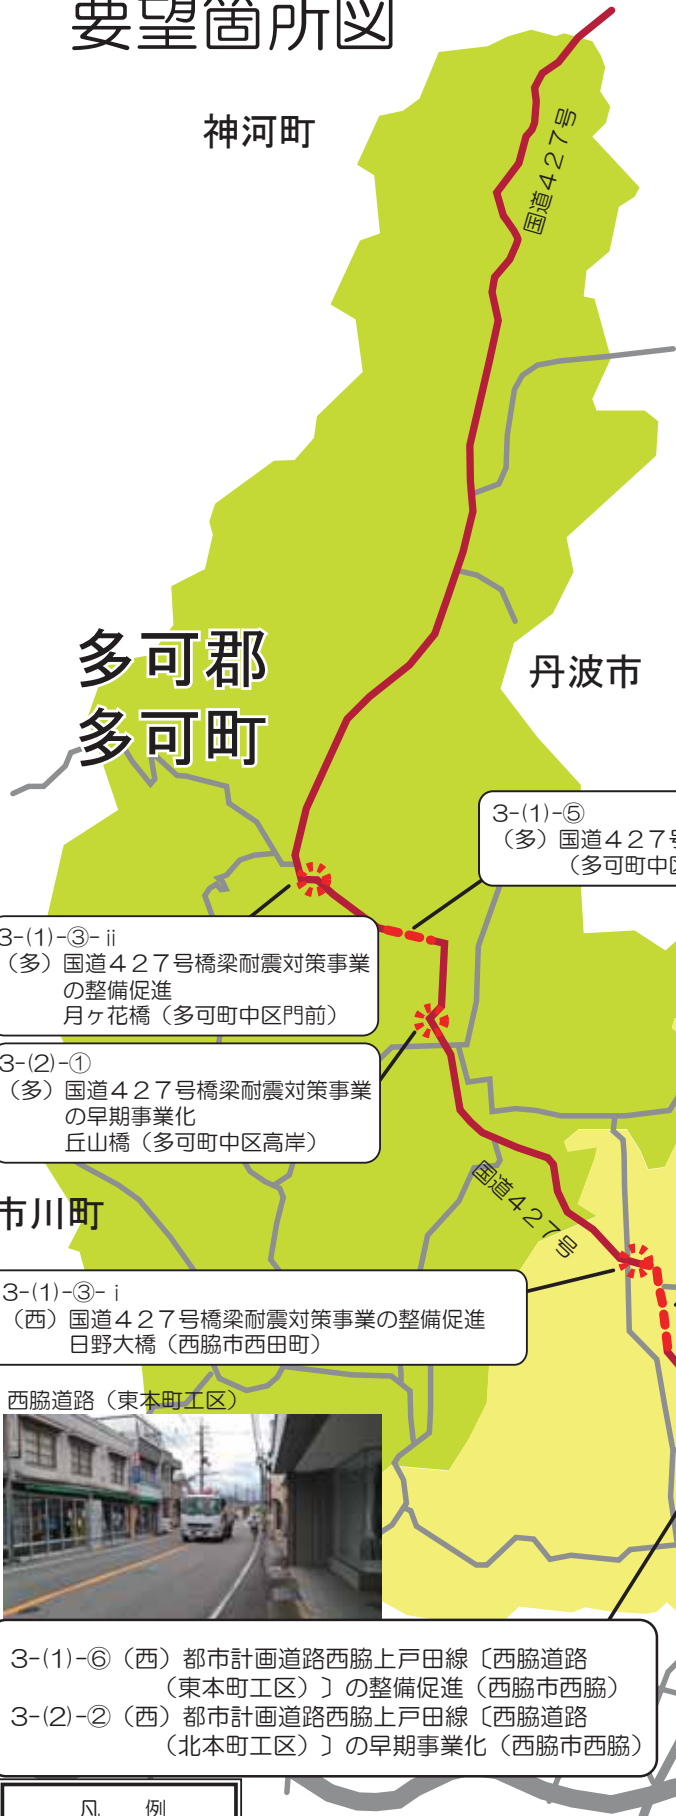 要望箇所図
神河町
国道427号
多可郡
多可町
丹波市
3-(1)-⑤
（多）国道427号
（多可町中区
3-(1)-③-ⅱ
（多）国道427号橋梁耐震対策事業
の整備促進
月ヶ花橋（多可町中区門前）
3-(2)-①
（多）国道427号橋梁耐震対策事業
の早期事業化
丘山橋（多可町中区高岸）
国道427号
市川町
3-(1)-③-ⅰ
（西）国道427号橋梁耐震対策事業の整備促進
日野大橋（西脇市西田町）
西脇道路（東本町工区）
3-(1)-⑥（西）都市計画道路西脇上戸田線〔西脇道路
（東本町工区）〕の整備促進（西脇市西脇）
3-(2)-②（西）都市計画道路西脇上戸田線〔西脇道路
（北本町工区）〕の早期事業化（西脇市西脇）
凡　例